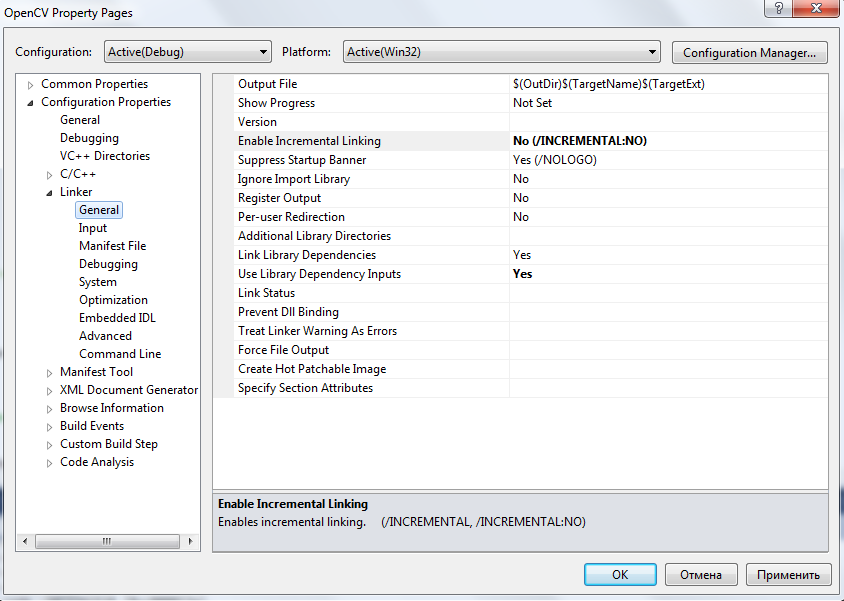 OpenCV Property Pages
Configuration: Active(Debug) Platform: Active(Win32) Configuration Manager...
Common Properties
Configuration Properties
General
Debugging
VC++ Directories
C/C++
Linker
General
Input
Manifest File
Debugging
System
Optimization
Embedded IDL
Advanced
Command Line
Manifest Tool
XML Document Generator
Browse Information
Build Events
Custom Build Step
Code Analysis
Output File $(OutDir)$(TargetName)$(TargetExt)
Show Progress Not Set
Version
Enable Incremental Linking No (/INCREMENTAL:NO)
Suppress Startup Banner Yes (/NOLOGO)
Ignore Import Library No
Register Output No
Per-user Redirection No
Additional Library Directories
Link Library Dependencies Yes
Use Library Dependency Inputs Yes
Link Status
Prevent Dll Binding
Treat Linker Warning As Errors
Force File Output
Create Hot Patchable Image
Specify Section Attributes
Enable Incremental Linking
Enables incremental linking. (/INCREMENTAL, /INCREMENTAL:NO)
OK Отмена Применить